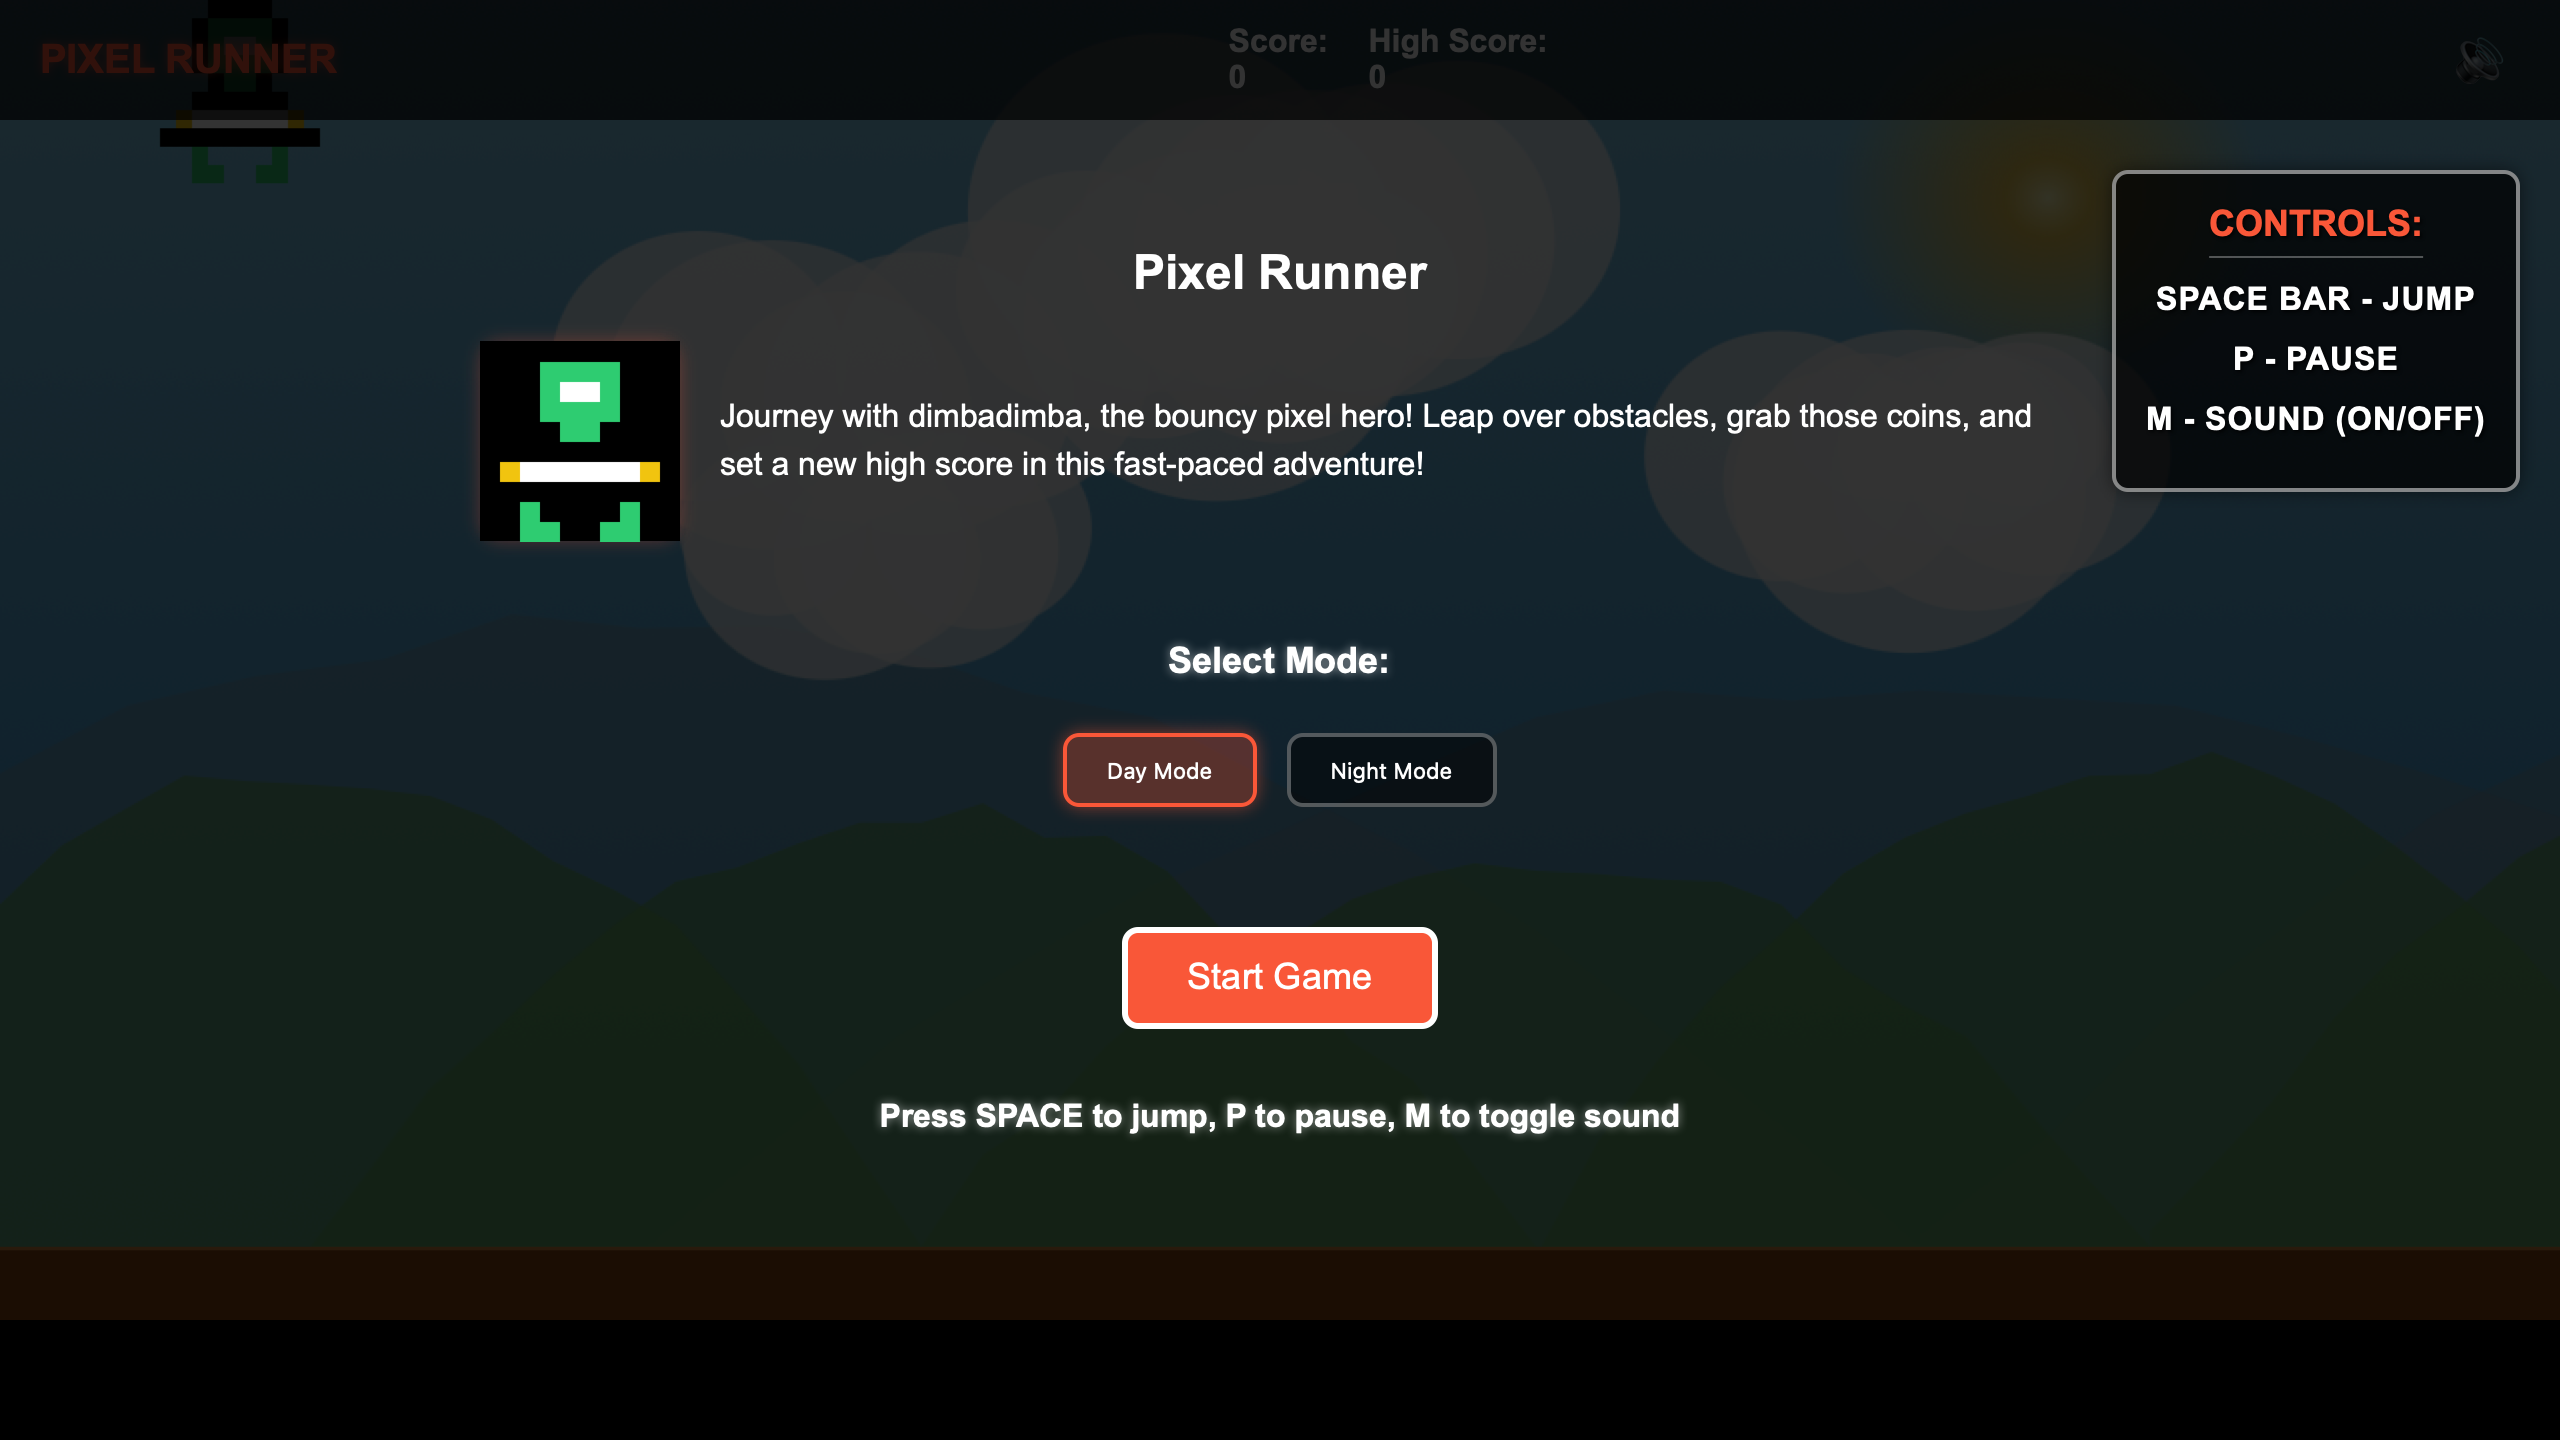 PIXEL RUNNER
Score:
0
High Score:
0
CONTROLS:
SPACE BAR - JUMP
P - PAUSE
M - SOUND (ON/OFF)
Pixel Runner
Journey with dimbadimba, the bouncy pixel hero! Leap over obstacles, grab those coins, and
set a new high score in this fast-paced adventure!
Select Mode:
Day Mode
Night Mode
Start Game
Press SPACE to jump, P to pause, M to toggle sound